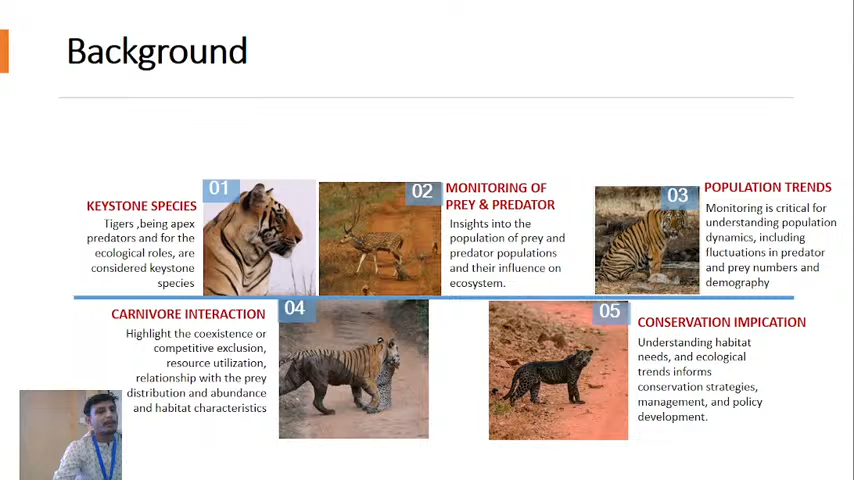 Background
01
KEYSTONE SPECIES
Tigers ,being apex
predators and for the
ecological roles, are
considered keystone
species
02
MONITORING OF
PREY & PREDATOR
Insights into the
population of prey and
predator populations
and their influence on
ecosystem.
03
POPULATION TRENDS
Monitoring is critical for
understanding population
dynamics, including
fluctuations in predator
and prey numbers and
demography
04
CARNIVORE INTERACTION
Highlight the coexistence or
competitive exclusion,
resource utilization,
relationship with the prey
distribution and abundance
and habitat characteristics
05
CONSERVATION IMPICATION
Understanding habitat
needs, and ecological
trends informs
conservation strategies,
management, and policy
development.